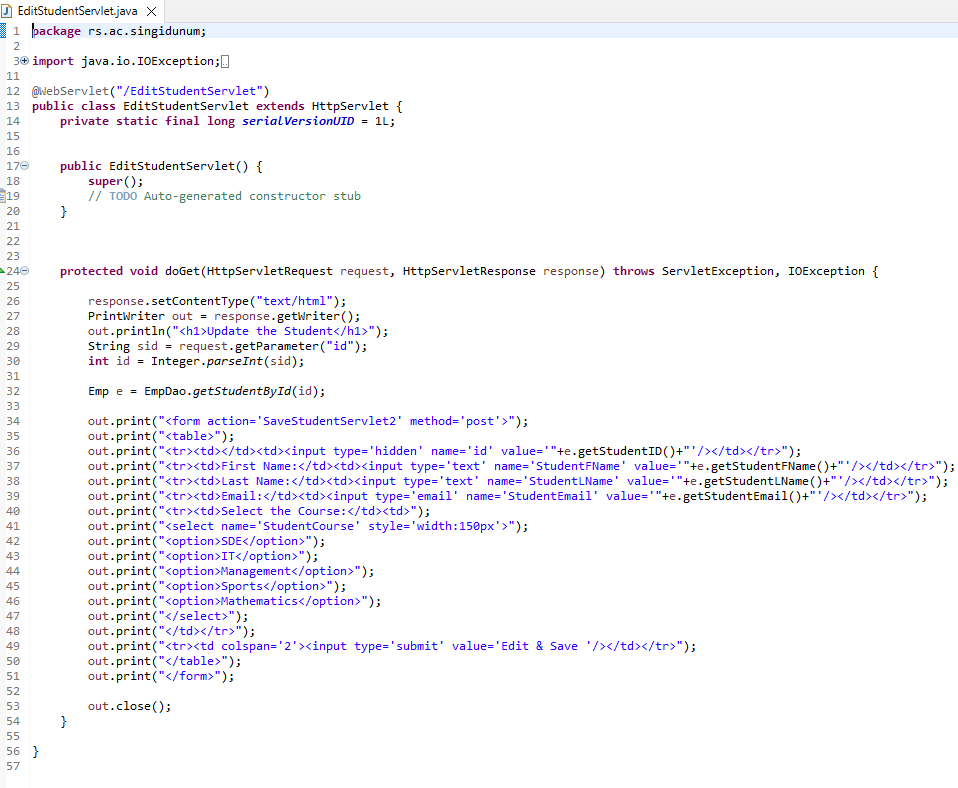 EditStudentServlet.java
1 package rs.ac.singidunum;
2
3 import java.io.IOException;
11
12 @WebServlet("/EditStudentServlet")
13 public class EditStudentServlet extends HttpServlet {
14     private static final long serialVersionUID = 1L;
15
16
17     public EditStudentServlet() {
18         super();
19         // TODO Auto-generated constructor stub
20     }
21
22
23
24     protected void doGet(HttpServletRequest request, HttpServletResponse response) throws ServletException, IOException {
25
26         response.setContentType("text/html");
27         PrintWriter out = response.getWriter();
28         out.println("<h1>Update the Student</h1>");
29         String sid = request.getParameter("id");
30         int id = Integer.parseInt(sid);
31
32         Emp e = EmpDao.getStudentById(id);
33
34         out.print("<form action='SaveStudentServlet2' method='post'>");
35         out.print("<table>");
36         out.print("<tr><td></td><td><input type='hidden' name='id' value='"+e.getStudentID()+"'/></td></tr>");
37         out.print("<tr><td>First Name:</td><td><input type='text' name='StudentFName' value='"+e.getStudentFName()+"'/></td></tr>");
38         out.print("<tr><td>Last Name:</td><td><input type='text' name='StudentLName' value='"+e.getStudentLName()+"'/></td></tr>");
39         out.print("<tr><td>Email:</td><td><input type='email' name='StudentEmail' value='"+e.getStudentEmail()+"'/></td></tr>");
40         out.print("<tr><td>Select the Course:</td><td>");
41         out.print("<select name='StudentCourse' style='width:150px'>");
42         out.print("<option>SDE</option>");
43         out.print("<option>IT</option>");
44         out.print("<option>Management</option>");
45         out.print("<option>Sports</option>");
46         out.print("<option>Mathematics</option>");
47         out.print("</select>");
48         out.print("</td></tr>");
49         out.print("<tr><td colspan='2'><input type='submit' value='Edit & Save '/></td></tr>");
50         out.print("</table>");
51         out.print("</form>");
52
53         out.close();
54     }
55
56 }
57